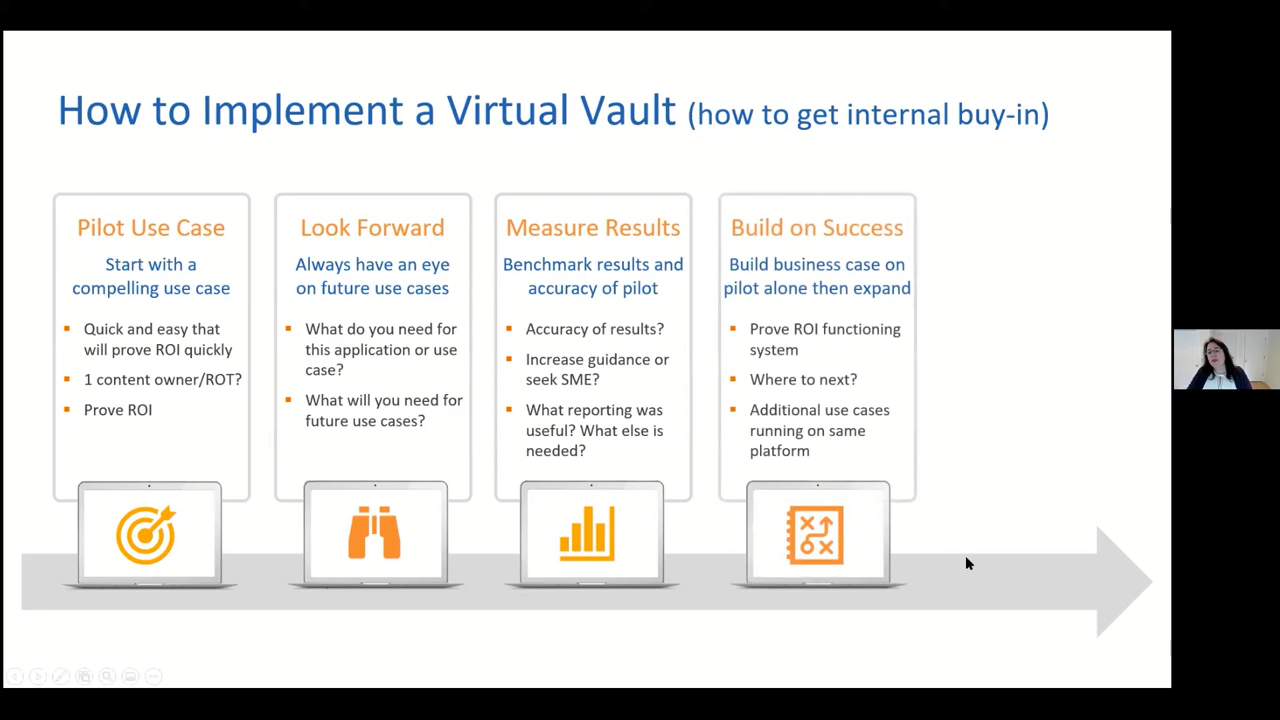 How to Implement a Virtual Vault (how to get internal buy-in)
Pilot Use Case
Start with a
compelling use case
▪ Quick and easy that
will prove ROI quickly
▪ 1 content owner/ROT?
▪ Prove ROI
Look Forward
Always have an eye
on future use cases
▪ What do you need for
this application or use
case?
▪ What will you need for
future use cases?
Measure Results
Benchmark results and
accuracy of pilot
▪ Accuracy of results?
▪ Increase guidance or
seek SME?
▪ What reporting was
useful? What else is
needed?
Build on Success
Build business case on
pilot alone then expand
▪ Prove ROI functioning
system
▪ Where to next?
▪ Additional use cases
running on same
platform